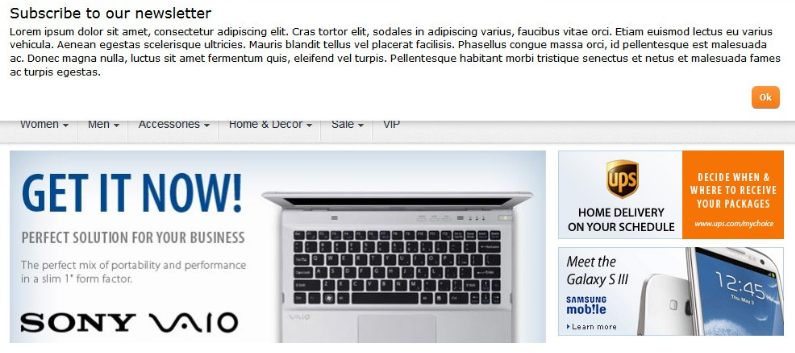 Subscribe to our newsletter
Lorem ipsum dolor sit amet, consectetur adipiscing elit. Cras tortor elit, sodales in adipiscing varius, faucibus vitae orci. Etiam euismod lectus eu varius
vehicula. Aenean egestas scelerisque ultricies. Mauris blandit tellus vel placerat facilisis. Phasellus congue massa orci, id pellentesque est malesuada
ac. Donec magna nulla, luctus sit amet fermentum quis, eleifend vel turpis. Pellentesque habitant morbi tristique senectus et netus et malesuada fames
ac turpis egestas.
Ok
Women Men Accessories Home & Decor Sale VIP
GET IT NOW!
PERFECT SOLUTION FOR YOUR BUSINESS
The perfect mix of portability and performance
in a slim 1" form factor.
SONY VAIO
VAIO
ups
HOME DELIVERY
ON YOUR SCHEDULE
DECIDE WHEN &
WHERE TO RECEIVE
YOUR PACKAGES
www.ups.com/mychoice
Meet the
Galaxy S III
SAMSUNG
mob!le
Learn more
12:45